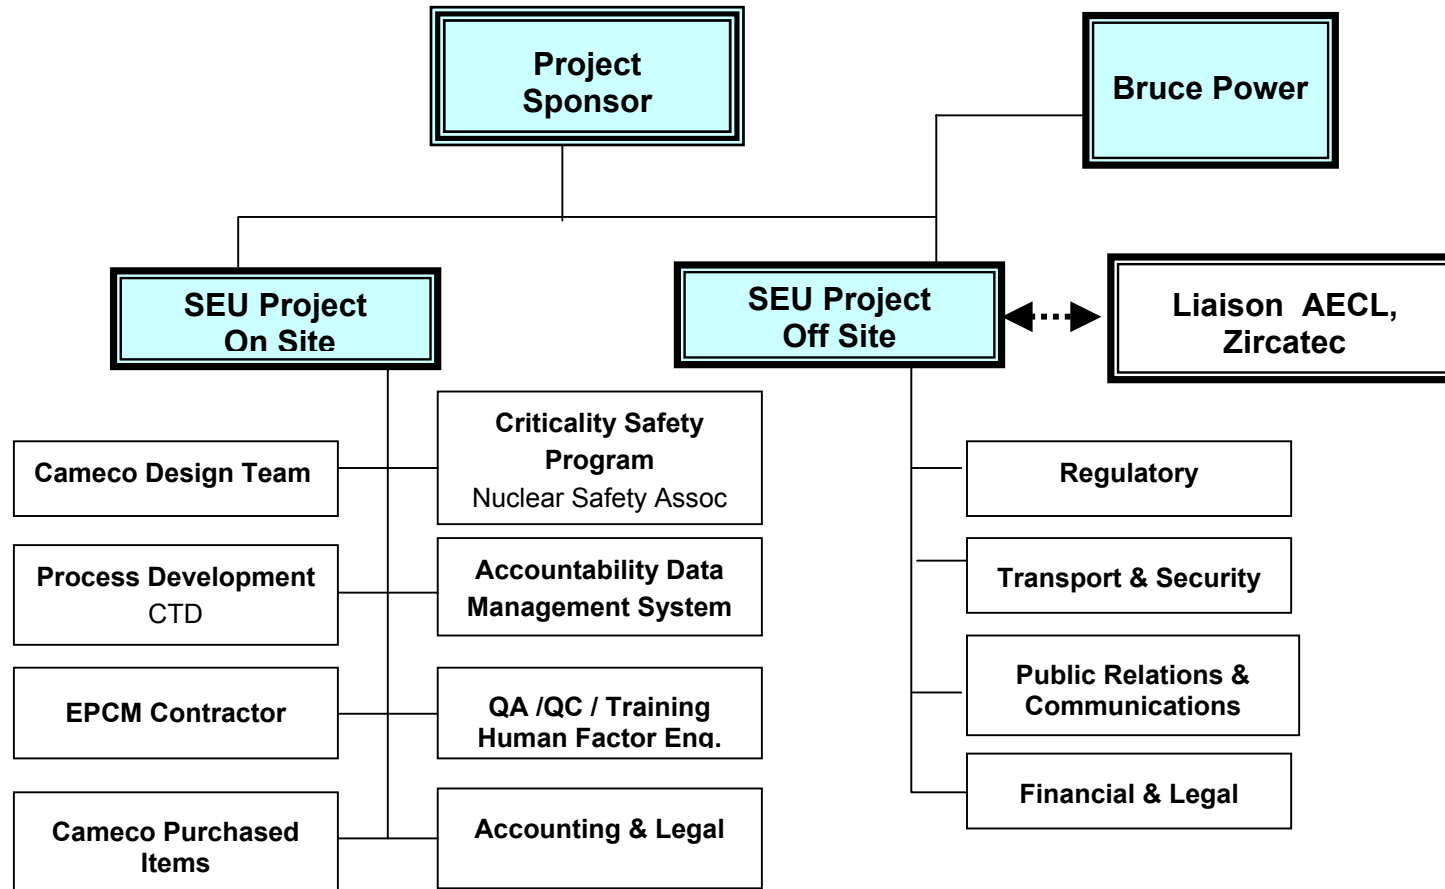 Project
Sponsor
Bruce Power
SEU Project
On Site
SEU Project
Off Site
Liaison AECL,
Zircatec
Cameco Design Team
Criticality Safety
Program
Nuclear Safety Assoc
Regulatory
Process Development
CTD
Accountability Data
Management System
Transport & Security
EPCM Contractor
QA /QC / Training
Human Factor Eng.
Public Relations &
Communications
Cameco Purchased
Items
Accounting & Legal
Financial & Legal